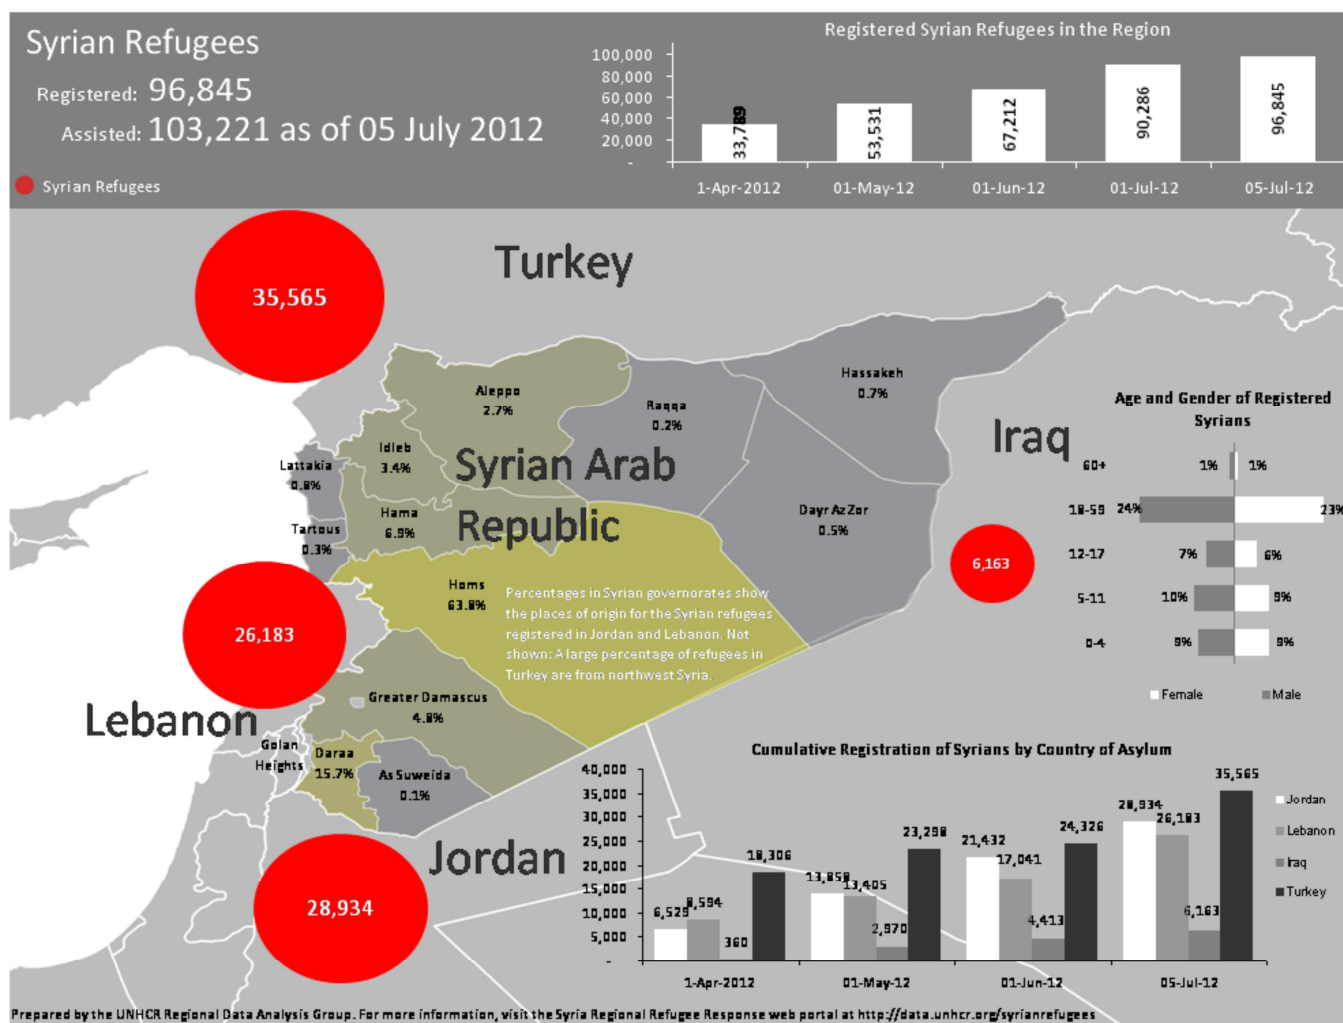 Syrian Refugees
Registered: 96,845
Assisted: 103,221 as of 05 July 2012
Syrian Refugees
Registered Syrian Refugees in the Region
100,000
80,000
60,000
40,000
20,000
-
33,789
53,531
67,212
90,286
96,845
1-Apr-2012
01-May-12
01-Jun-12
01-Jul-12
05-Jul-12
Turkey
35,565
Aleppo
2.7%
Raqqa
0.2%
Hassakeh
0.7%
Idleb
3.4%
Lattakia
0.8%
Syrian Arab
Republic
Hama
6.9%
Tartous
0.3%
Dayr Az Zor
0.5%
Homs
63.8%
Percentages in Syrian governorates show
the places of origin for the Syrian refugees
registered in Jordan and Lebanon. Not
shown: A large percentage of refugees in
Turkey are from northwest Syria.
Iraq
6,163
26,183
Lebanon
Greater Damascus
4.8%
Golan
Heights
Daraa
15.7%
As Suweida
0.1%
Jordan
28,934
Age and Gender of Registered
Syrians
60+
1%
1%
18-59
24%
23%
12-17
7%
6%
5-11
10%
9%
0-4
9%
9%
Female
Male
Cumulative Registration of Syrians by Country of Asylum
40,000
35,000
30,000
25,000
20,000
15,000
10,000
5,000
-
6,529
8,594
360
18,306
13,858
13,405
2,970
23,298
21,432
17,041
4,413
24,326
28,934
26,183
6,163
35,565
1-Apr-2012
01-May-12
01-Jun-12
05-Jul-12
Jordan
Lebanon
Iraq
Turkey
Prepared by the UNHCR Regional Data Analysis Group. For more information, visit the Syria Regional Refugee Response web portal at http://data.unhcr.org/syrianrefugees